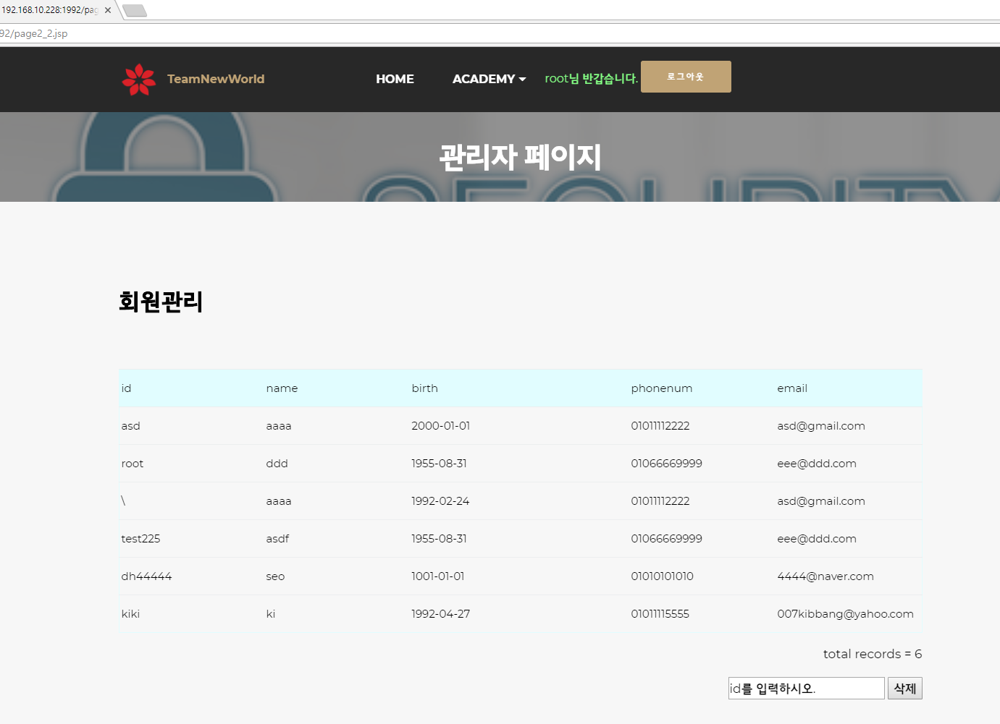 192.168.10.228:1992/pag
92/page2_2.jsp
TeamNewWorld HOME ACADEMY root님 반갑습니다. 로그아웃
SECURITY
관리자 페이지
회원관리
id name birth phonenum email
asd aaaa 2000-01-01 01011112222 asd@gmail.com
root ddd 1955-08-31 01066669999 eee@ddd.com
\ aaaa 1992-02-24 01011112222 asd@gmail.com
test225 asdf 1955-08-31 01066669999 eee@ddd.com
dh44444 seo 1001-01-01 01010101010 4444@naver.com
kiki ki 1992-04-27 01011115555 007kibbang@yahoo.com
total records = 6
id를 입력하시오. 삭제